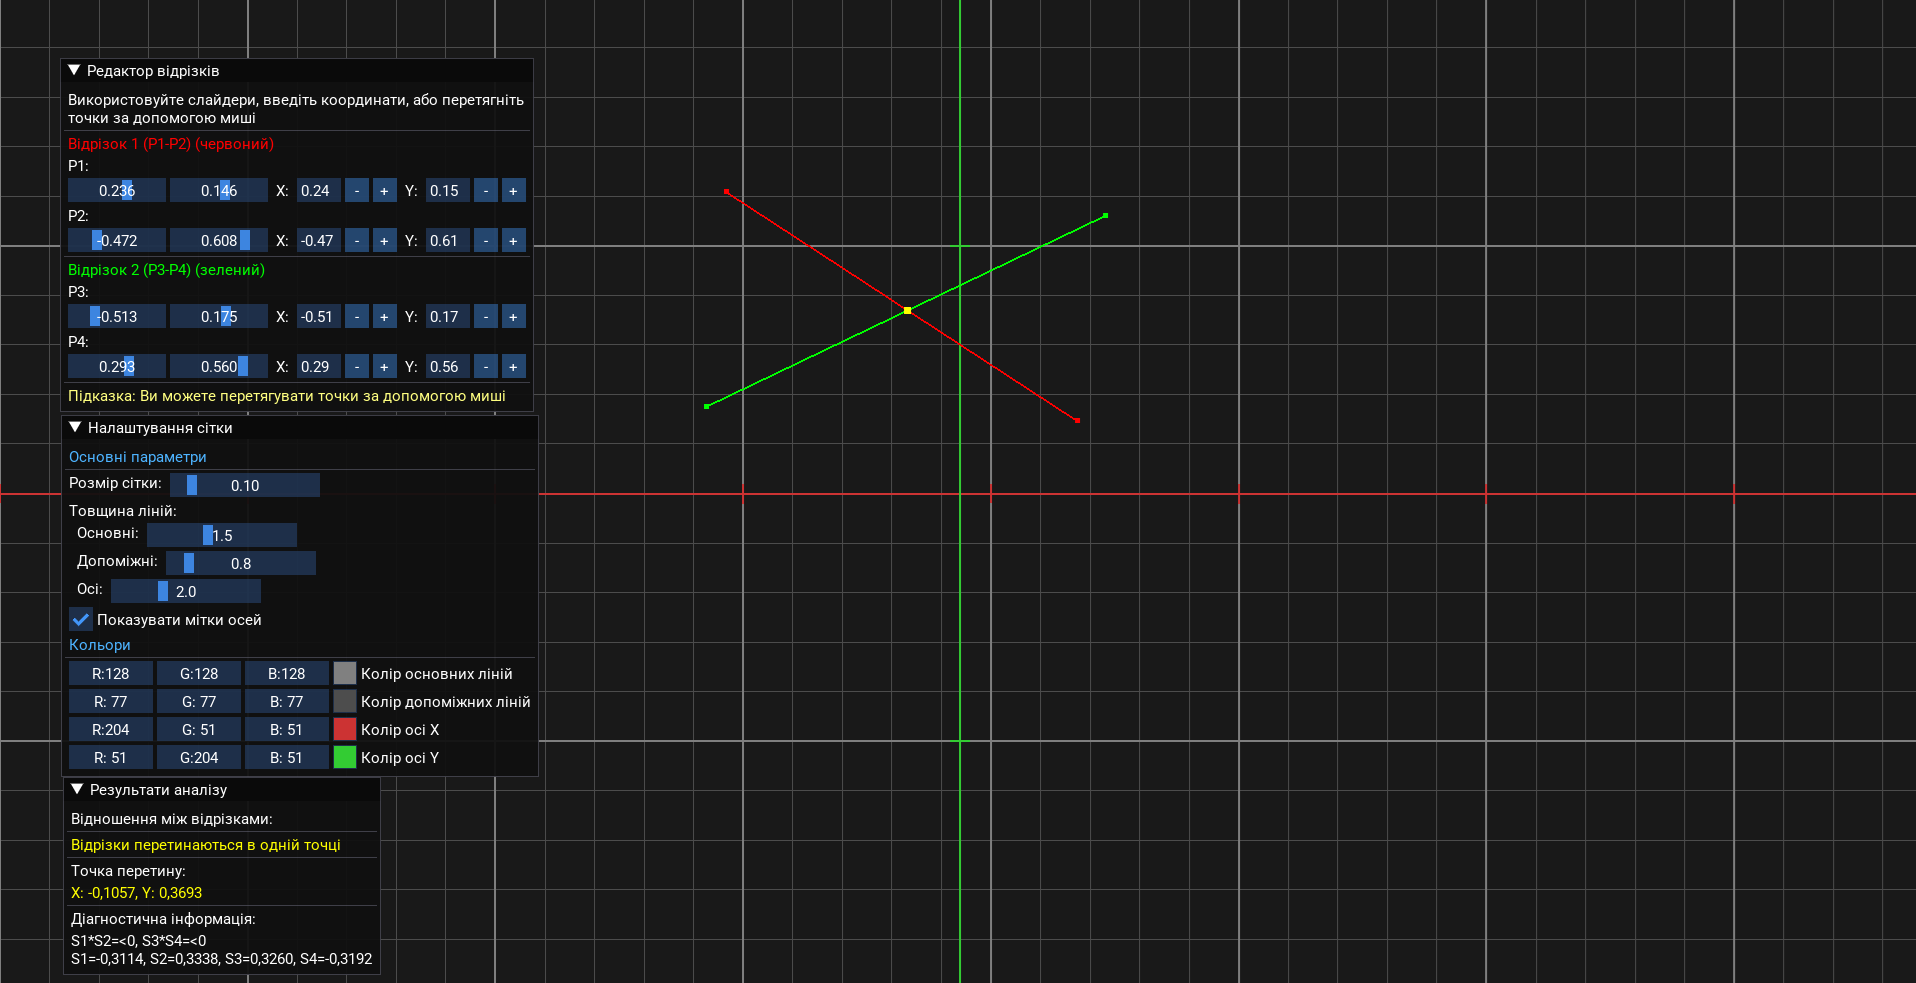 Редактор відрізків
Використовуйте слайдери, введіть координати, або перетягніть
точки за допомогою миші
Відрізок 1 (P1-P2) (червоний)
P1:
0.236 0.146 X: 0.24 - + Y: 0.15 - +
P2:
-0.472 0.608 X: -0.47 - + Y: 0.61 - +
Відрізок 2 (P3-P4) (зелений)
P3:
-0.513 0.175 X: -0.51 - + Y: 0.17 - +
P4:
0.293 0.560 X: 0.29 - + Y: 0.56 - +
Підказка: Ви можете перетягувати точки за допомогою миші
Налаштування сітки
Основні параметри
Розмір сітки: 0.10
Товщина ліній:
Основні: 1.5
Допоміжні: 0.8
Осі: 2.0
Показувати мітки осей
Кольори
R:128 G:128 B:128 Колір основних ліній
R: 77 G: 77 B: 77 Колір допоміжних ліній
R:204 G: 51 B: 51 Колір осі X
R: 51 G:204 B: 51 Колір осі Y
Результати аналізу
Відношення між відрізками:
Відрізки перетинаються в одній точці
Точка перетину:
X: -0,1057, Y: 0,3693
Діагностична інформація:
S1*S2=<0, S3*S4=<0
S1=-0,3114, S2=0,3338, S3=0,3260, S4=-0,3192